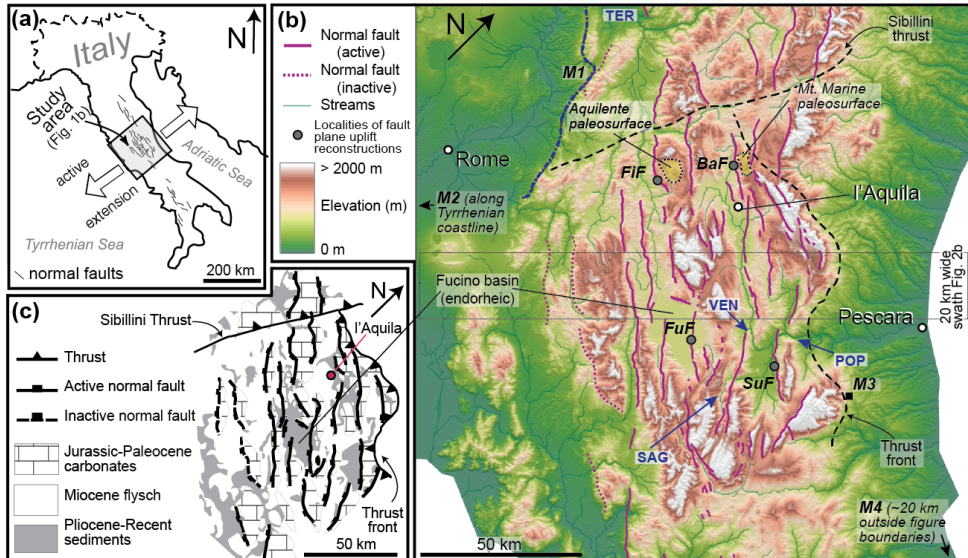 (a)
Italy
N
Study
area
(Fig. 1b)
active
extension
Adriatic Sea
Tyrrhenian Sea
normal faults
200 km
(b)
Normal fault
(active)
Normal fault
(inactive)
Streams
Localities of fault
plane uplift
reconstructions
> 2000 m
Elevation (m)
0 m
Fucino basin
(endorheic)
N
TER
M1
Sibillini
thrust
Mt. Marine
paleosurface
Aquilente
paleosurface
Rome
FiF
BaF
l'Aquila
M2 (along
Tyrrhenian
coastline)
20 km wide
swath Fig. 2b
VEN
Pescara
FuF
POP
SuF
M3
SAG
Thrust
front
M4 (~20 km
outside figure
boundaries)
50 km
(c)
N
Sibillini Thrust
l'Aquila
Thrust
Active normal fault
Inactive normal fault
Jurassic-Paleocene
carbonates
Miocene flysch
Pliocene-Recent
sediments
Thrust
front
50 km